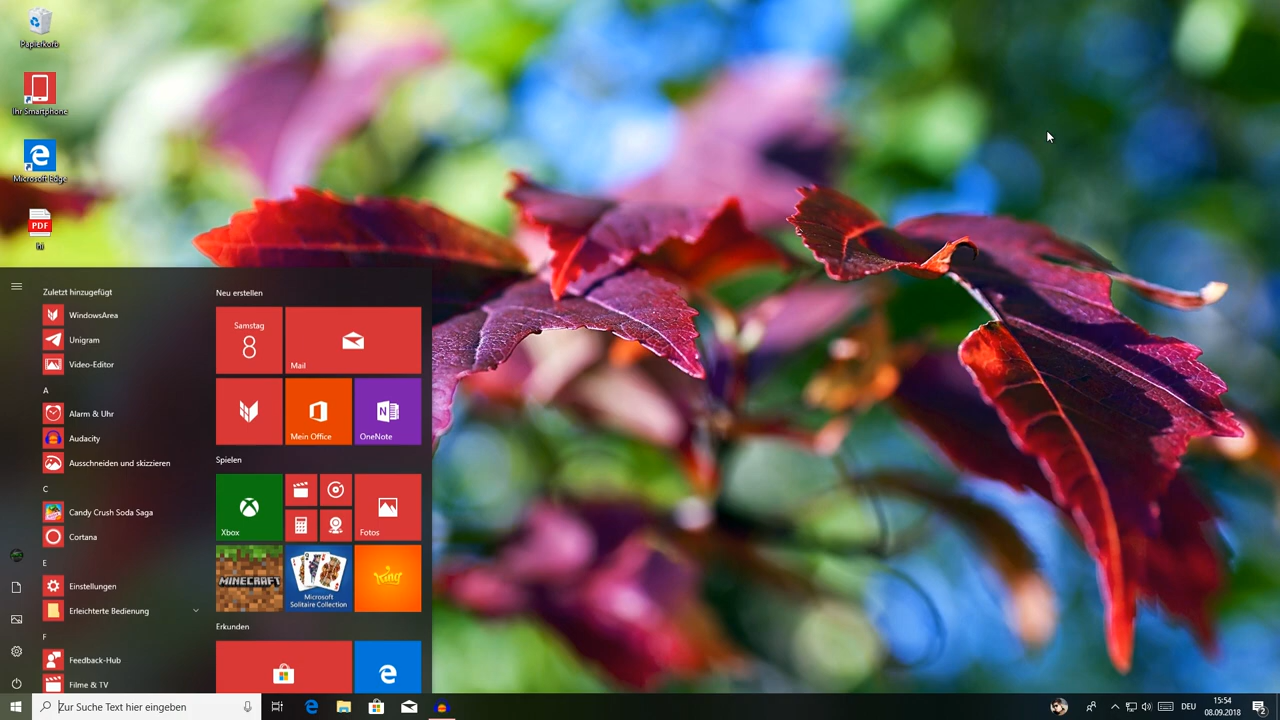 Papierkorb
Ihr Smartphone
Microsoft Edge
PDF
hi
Zuletzt hinzugefügt
WindowsArea
Unigram
Video-Editor
A
Alarm & Uhr
Audacity
Ausschneiden und skizzieren
C
Candy Crush Soda Saga
Cortana
E
Einstellungen
Erleichterte Bedienung
F
Feedback-Hub
Filme & TV
Neu erstellen
Samstag
8
Mail
Mein Office
N
OneNote
Spielen
Xbox
Fotos
MINECRAFT
Microsoft
Solitaire Collection
King
Erkunden
Zur Suche Text hier eingeben
DEU
15:54
08.09.2018
2